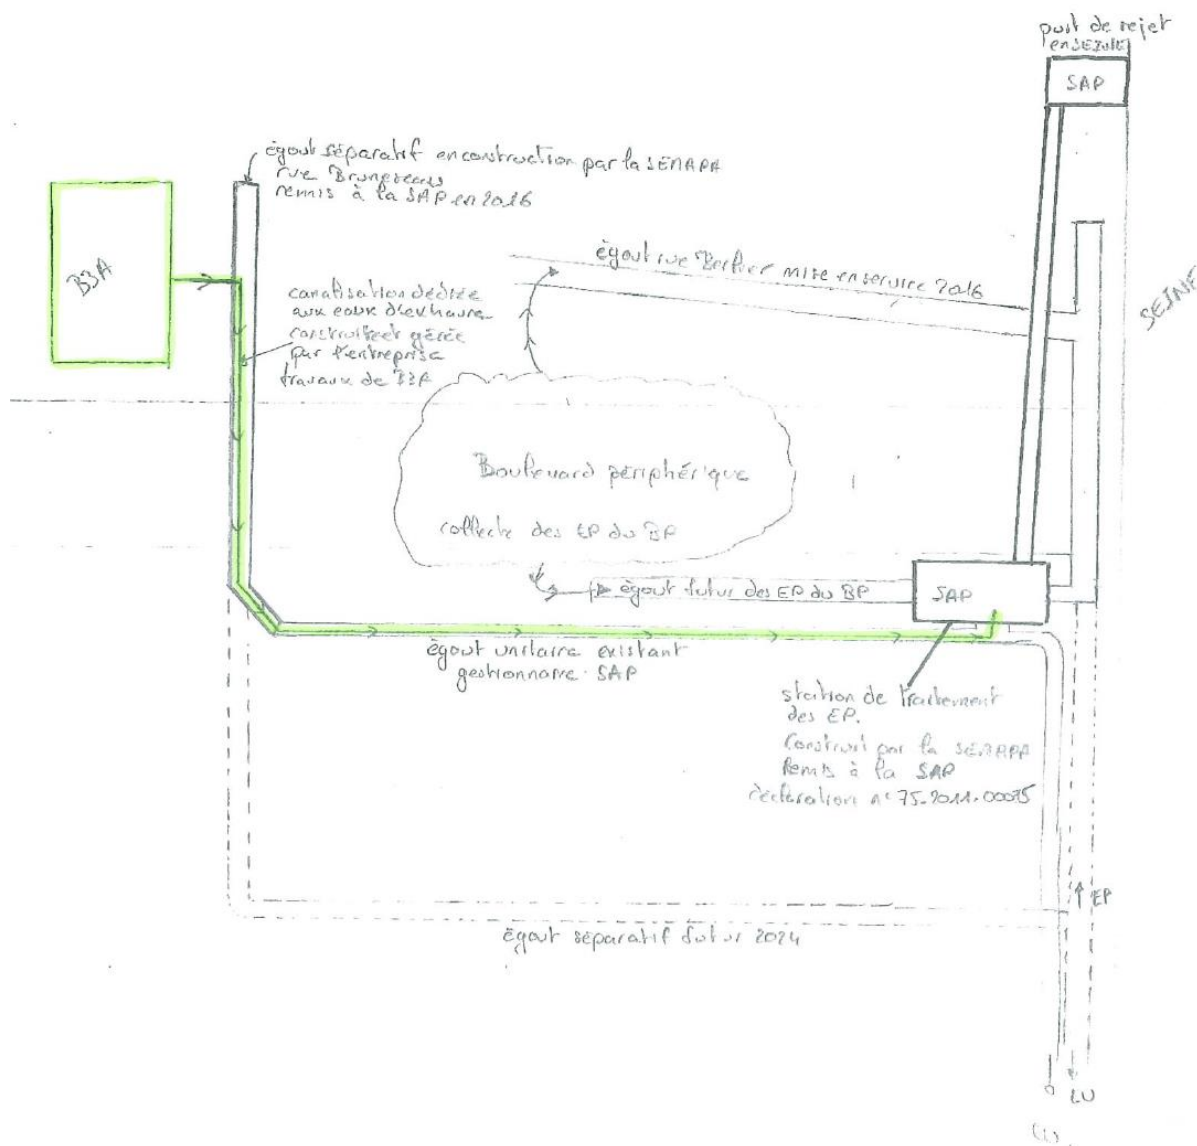 puit de rejet
en SEINE
SAP
égout séparatif en construction par la SEMAPA
rue Bruneseau
remis à la SAP en 2016
B3A
égout rue Berlier mise en service 2016
SEINE
canalisation dédiée
aux eaux d'exhaure
construite et gérée
par l'entreprise
travaux de B3A
Boulevard périphérique
collecte des EP du BP
égout futur des EP du BP
SAP
égout unitaire existant
gestionnaire SAP
station de traitement
des EP.
Construit par la SEMAPA
Remis à la SAP
déclaration n° 75.2011.00075
EP
égout séparatif futur 2024
EU